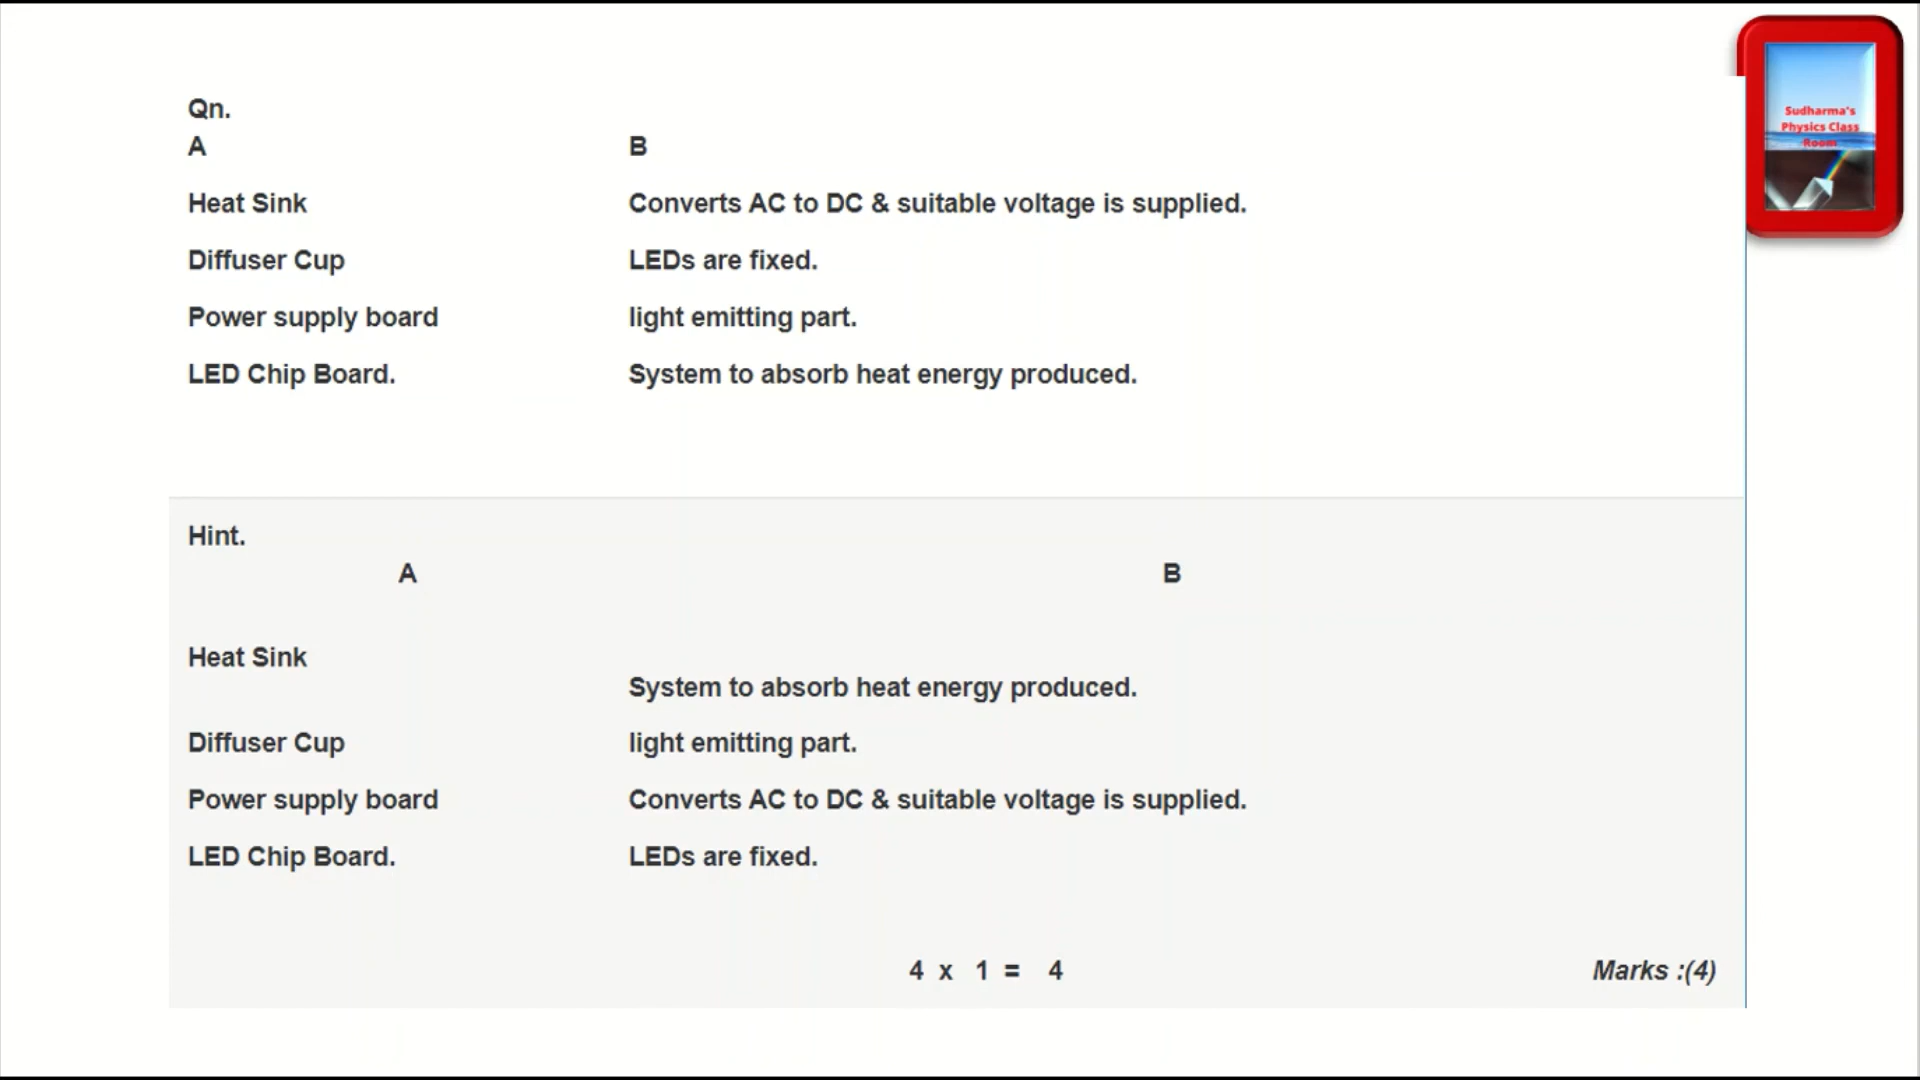 Sudharma's
Physics Class
Room
Qn.
A B
Heat Sink Converts AC to DC & suitable voltage is supplied.
Diffuser Cup LEDs are fixed.
Power supply board light emitting part.
LED Chip Board. System to absorb heat energy produced.
Hint.
A B
Heat Sink
System to absorb heat energy produced.
Diffuser Cup light emitting part.
Power supply board Converts AC to DC & suitable voltage is supplied.
LED Chip Board. LEDs are fixed.
4 x 1 = 4 Marks :(4)